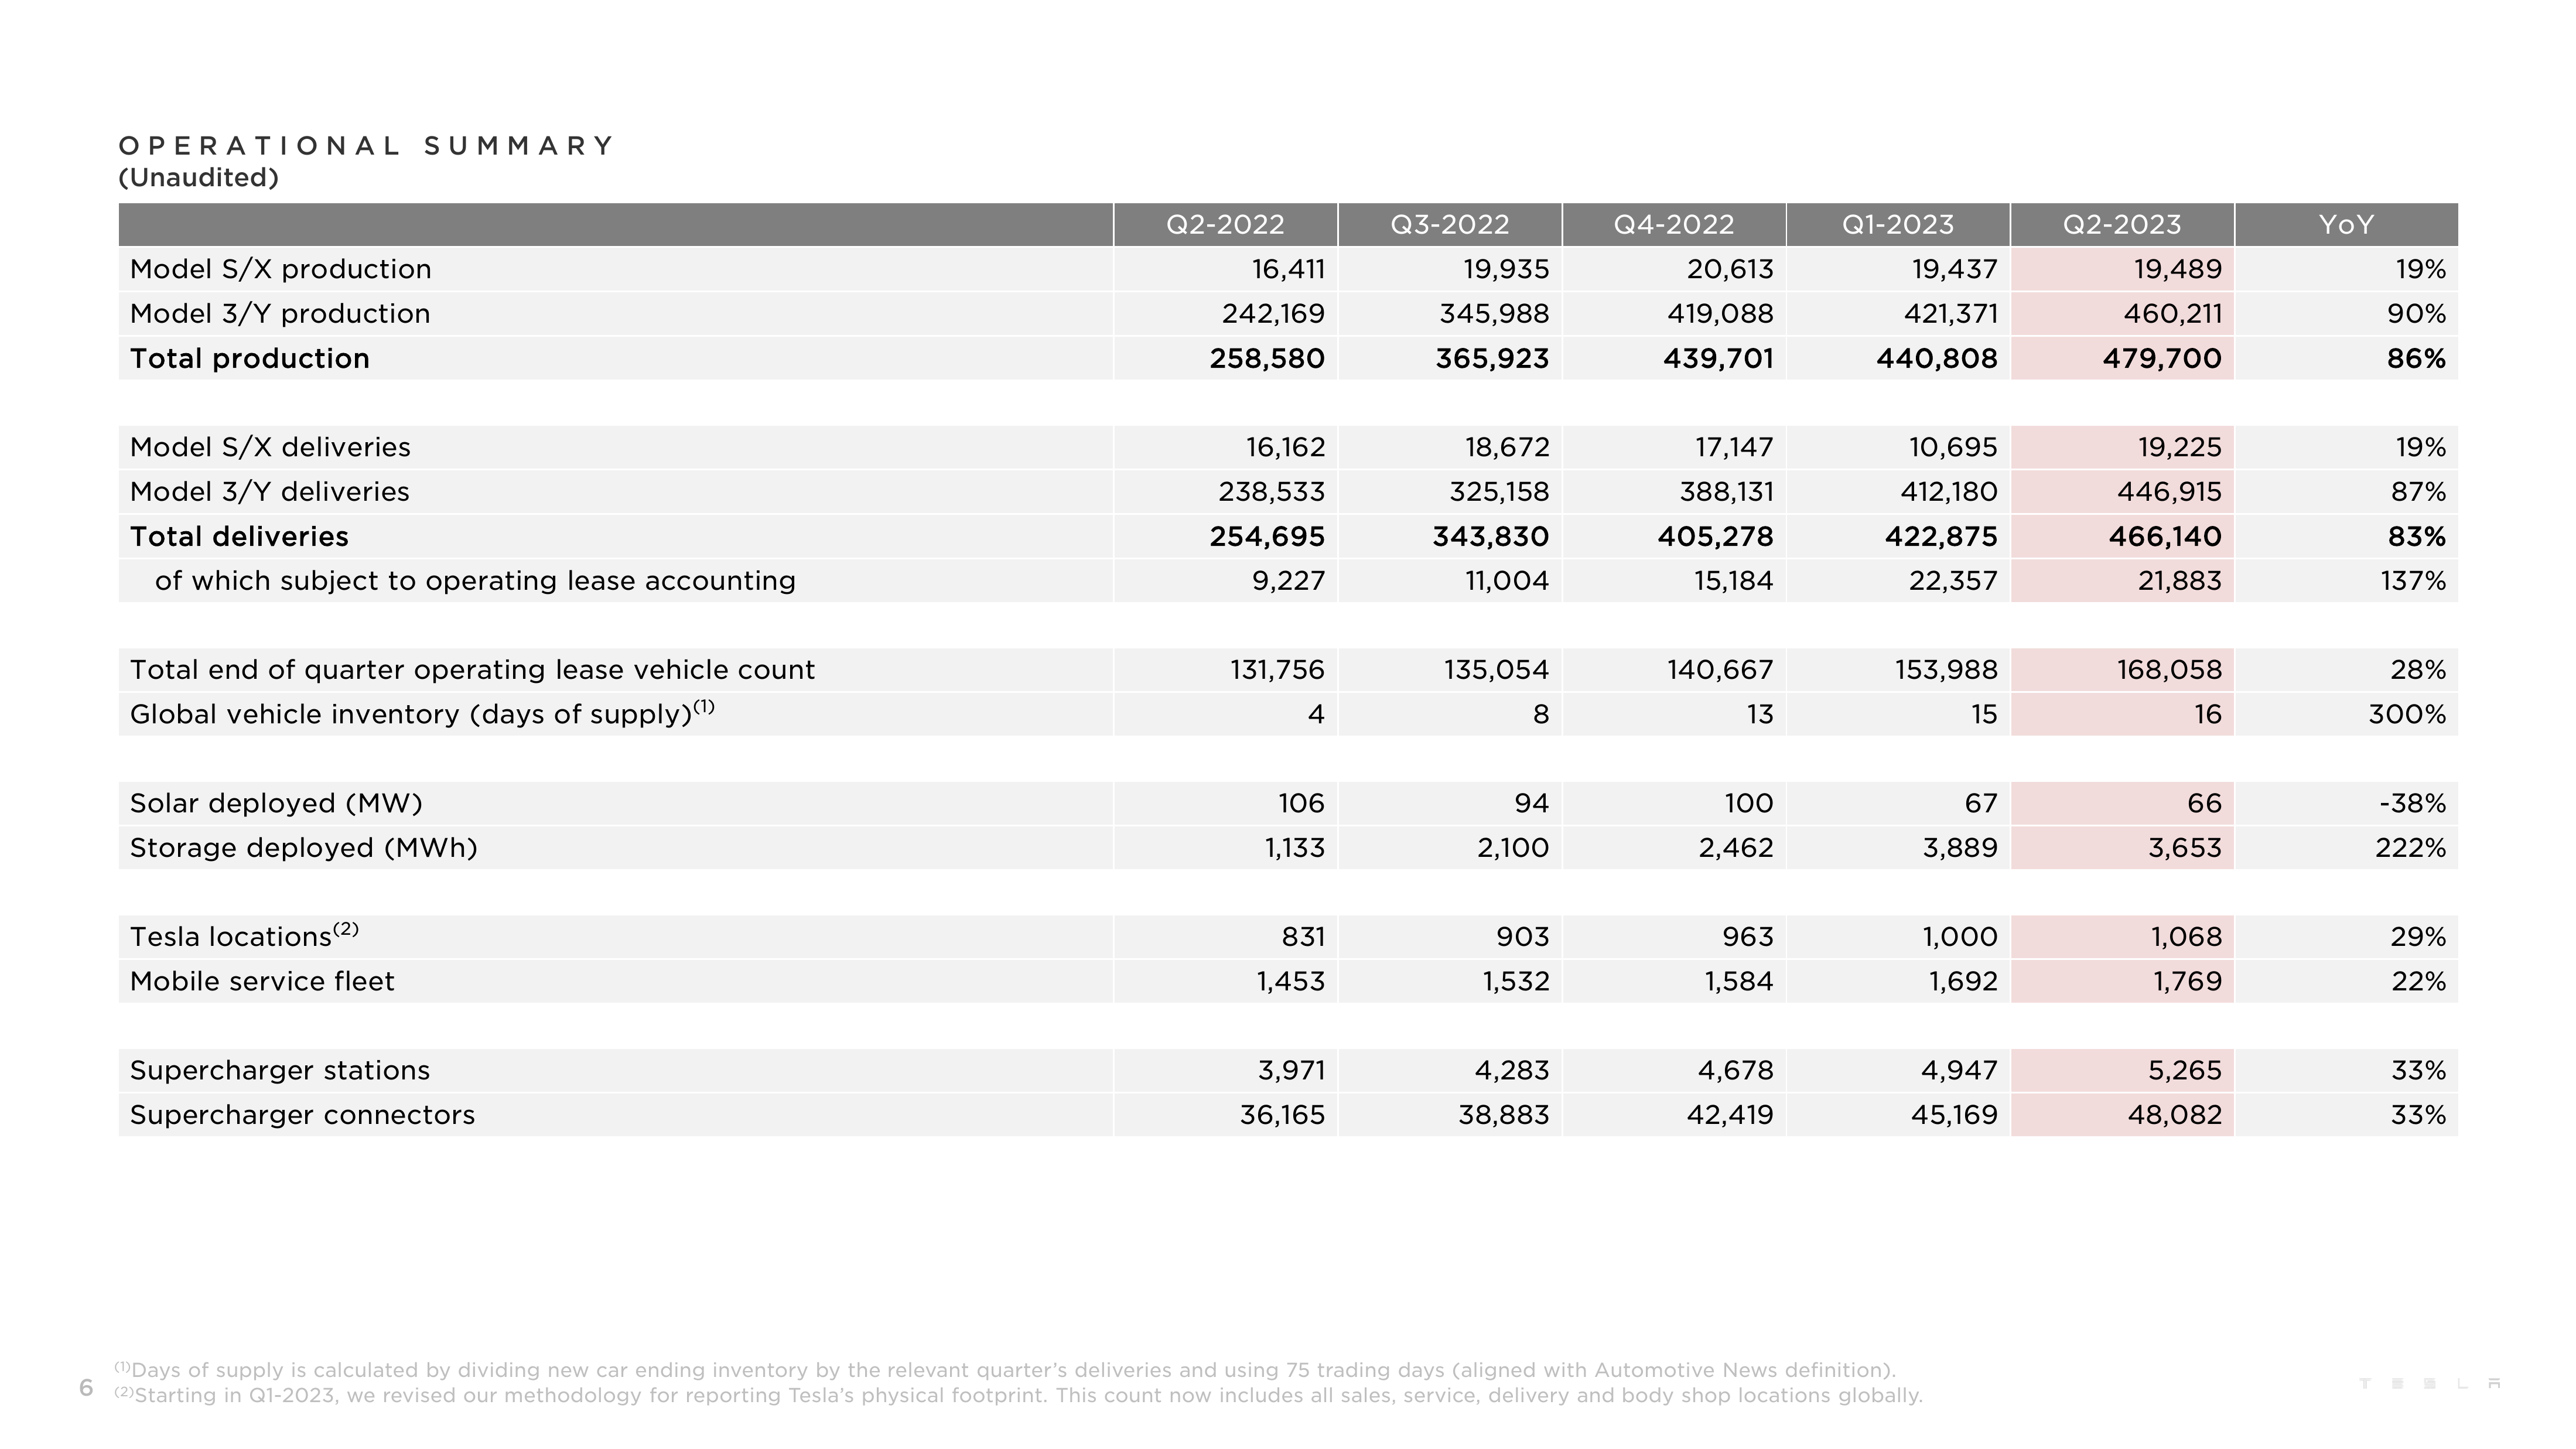 OPERATIONAL SUMMARY
(Unaudited)
Q2-2022 Q3-2022 Q4-2022 Q1-2023 Q2-2023 YoY
Model S/X production 16,411 19,935 20,613 19,437 19,489 19%
Model 3/Y production 242,169 345,988 419,088 421,371 460,211 90%
Total production 258,580 365,923 439,701 440,808 479,700 86%
Model S/X deliveries 16,162 18,672 17,147 10,695 19,225 19%
Model 3/Y deliveries 238,533 325,158 388,131 412,180 446,915 87%
Total deliveries 254,695 343,830 405,278 422,875 466,140 83%
of which subject to operating lease accounting 9,227 11,004 15,184 22,357 21,883 137%
Total end of quarter operating lease vehicle count 131,756 135,054 140,667 153,988 168,058 28%
Global vehicle inventory (days of supply)(1) 4 8 13 15 16 300%
Solar deployed (MW) 106 94 100 67 66 -38%
Storage deployed (MWh) 1,133 2,100 2,462 3,889 3,653 222%
Tesla locations(2) 831 903 963 1,000 1,068 29%
Mobile service fleet 1,453 1,532 1,584 1,692 1,769 22%
Supercharger stations 3,971 4,283 4,678 4,947 5,265 33%
Supercharger connectors 36,165 38,883 42,419 45,169 48,082 33%
(1)Days of supply is calculated by dividing new car ending inventory by the relevant quarter's deliveries and using 75 trading days (aligned with Automotive News definition).
(2)Starting in Q1-2023, we revised our methodology for reporting Tesla's physical footprint. This count now includes all sales, service, delivery and body shop locations globally.
6
TESLA